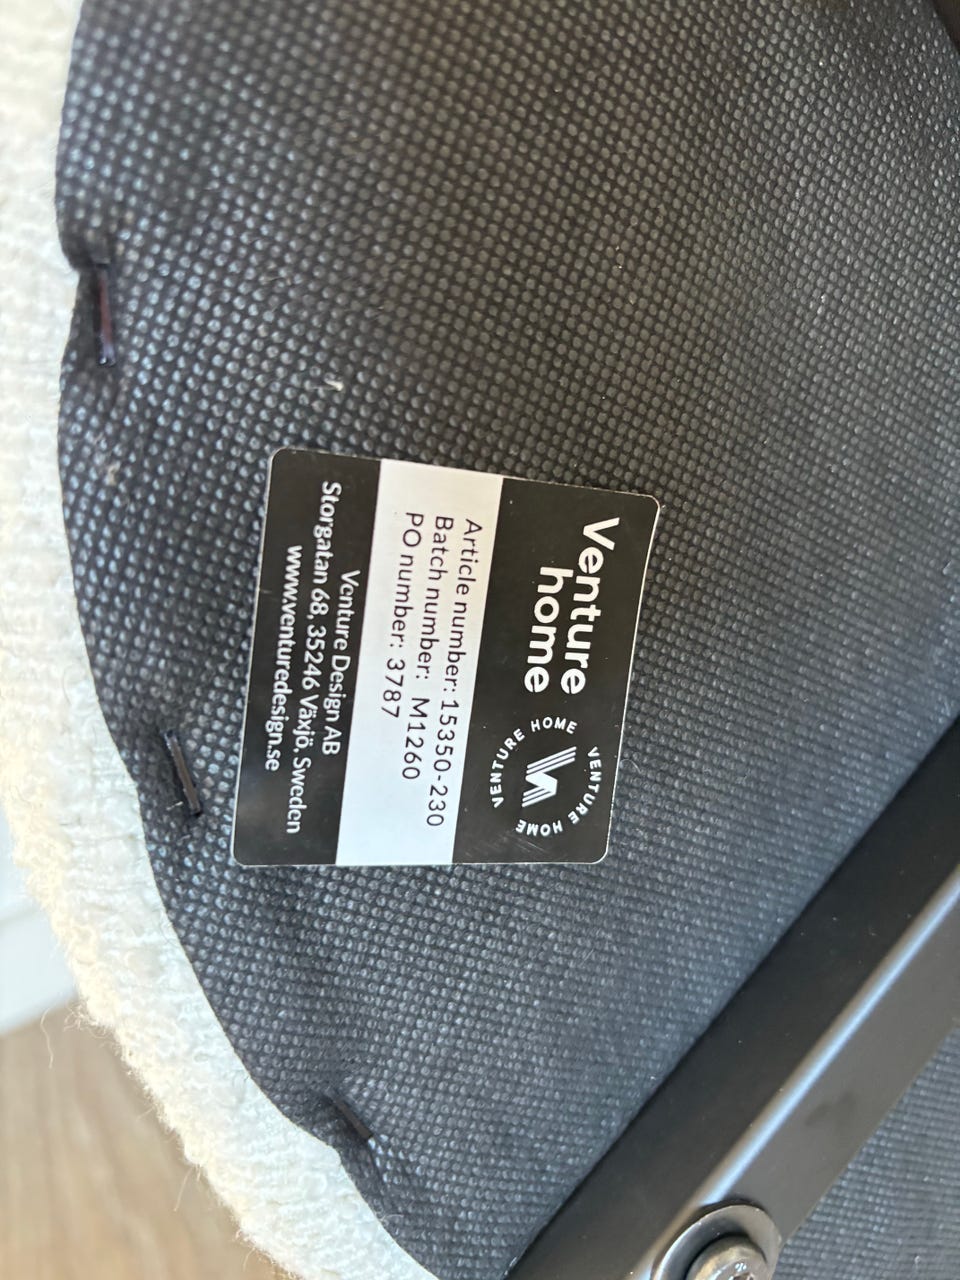 Venture
home
VENTURE HOME VENTURE HOME
Article number: 15350-230
Batch number: M1260
PO number: 3787
Venture Design AB
Storgatan 68, 35246 Växjö, Sweden
www.venturedesign.se